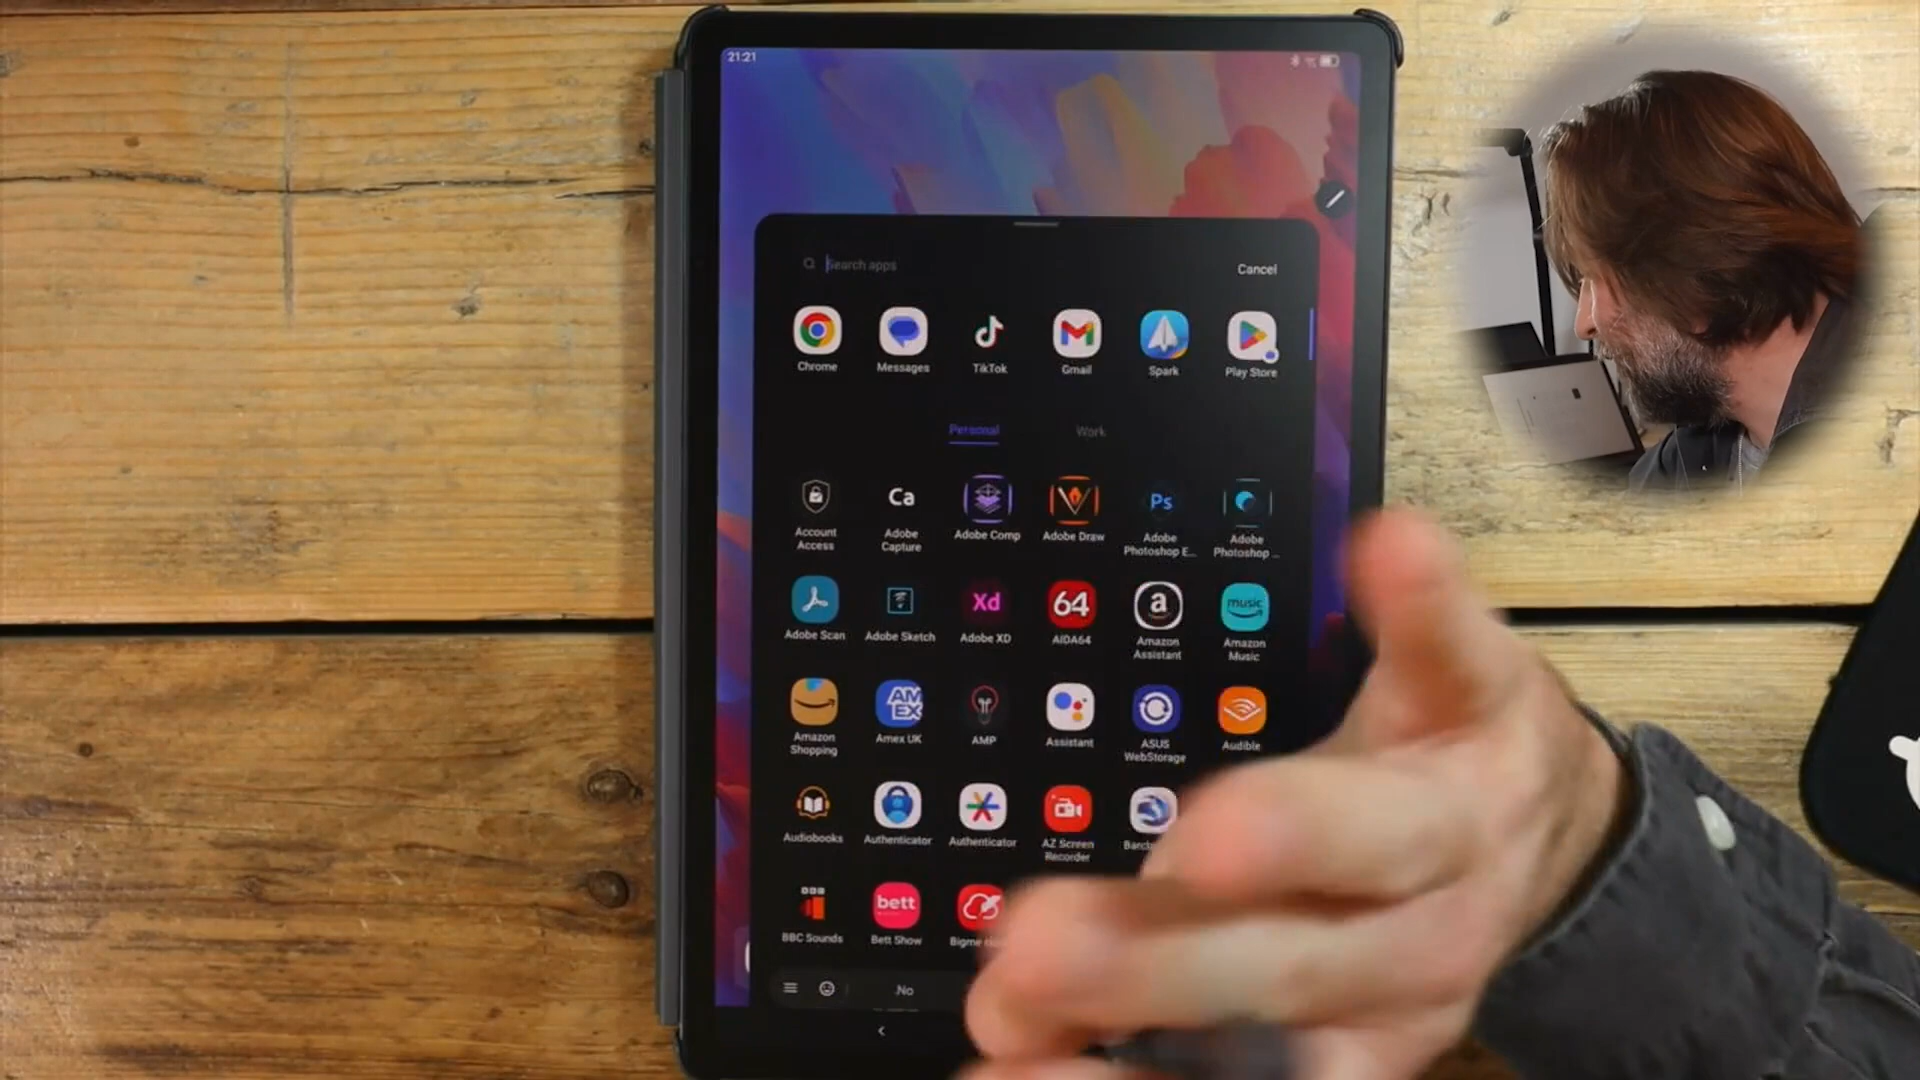 21:21
Search apps
Cancel
Chrome
Messages
TikTok
Gmail
Spark
Play Store
Personal
Work
Ca
Ps
Account
Access
Adobe
Capture
Adobe Comp
Adobe Draw
Adobe
Photoshop E...
Adobe
Photoshop ...
Xd
64
a
music
Adobe Scan
Adobe Sketch
Adobe XD
AIDA64
Amazon
Assistant
Amazon
Music
AM
EX
Amazon
Shopping
Amex UK
AMP
Assistant
ASUS
WebStorage
Audible
Audiobooks
Authenticator
Authenticator
AZ Screen
Recorder
BBC
bett
BBC Sounds
Bett Show
Bigme
No